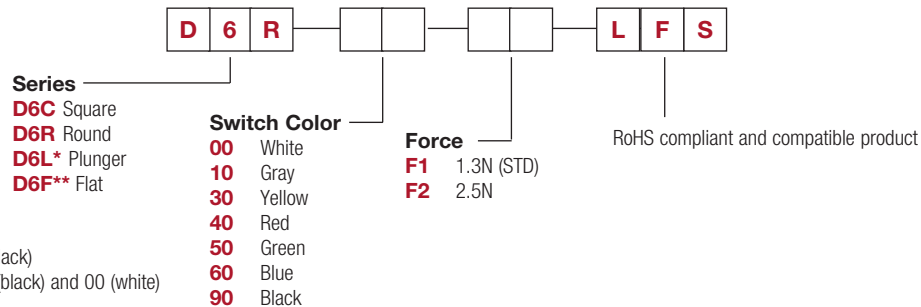 D 6 R L F S
Series
D6C Square
D6R Round
D6L* Plunger
D6F** Flat
Switch Color
00 White
10 Gray
30 Yellow
40 Red
50 Green
60 Blue
90 Black
Force
F1 1.3N (STD)
F2 2.5N
RoHS compliant and compatible product
ack)
black) and 00 (white)